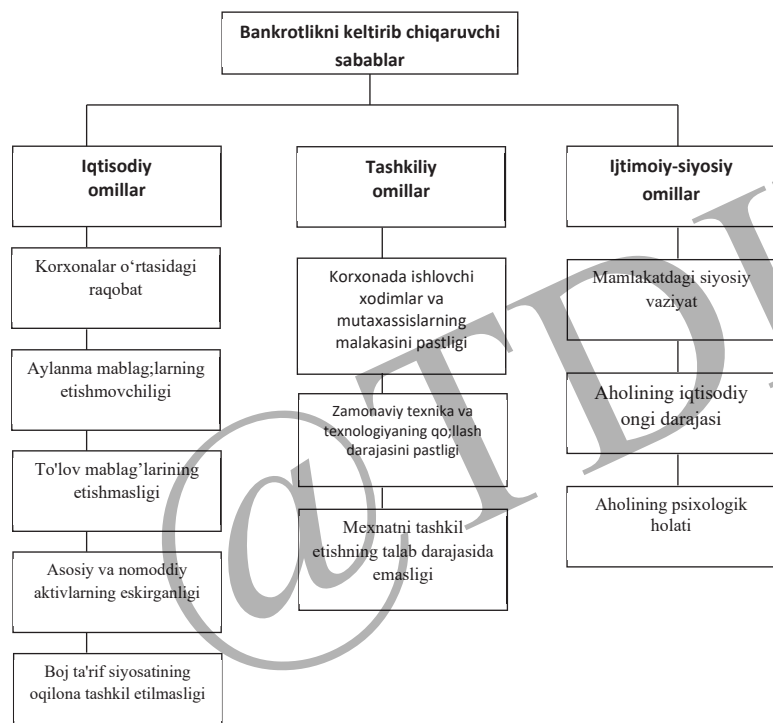 Bankrotlikni keltirib chiqaruvchi
sabablar
Iqtisodiy
omillar
Korxonalar o‘rtasidagi
raqobat
Aylanma mablag;larning
etishmovchiligi
To'lov mablag’larining
etishmasligi
Asosiy va nomoddiy
aktivlarning eskirganligi
Boj ta'rif siyosatining
oqilona tashkil etilmasligi
Tashkiliy
omillar
Korxonada ishlovchi
xodimlar va
mutaxassislarning
malakasini pastligi
Zamonaviy texnika va
texnologiyaning qo;llash
darajasini pastligi
Mexnatni tashkil
etishning talab darajasida
emasligi
Ijtimoiy-siyosiy
omillar
Mamlakatdagi siyosiy
vaziyat
Aholining iqtisodiy
ongi darajasi
Aholining psixologik
holati